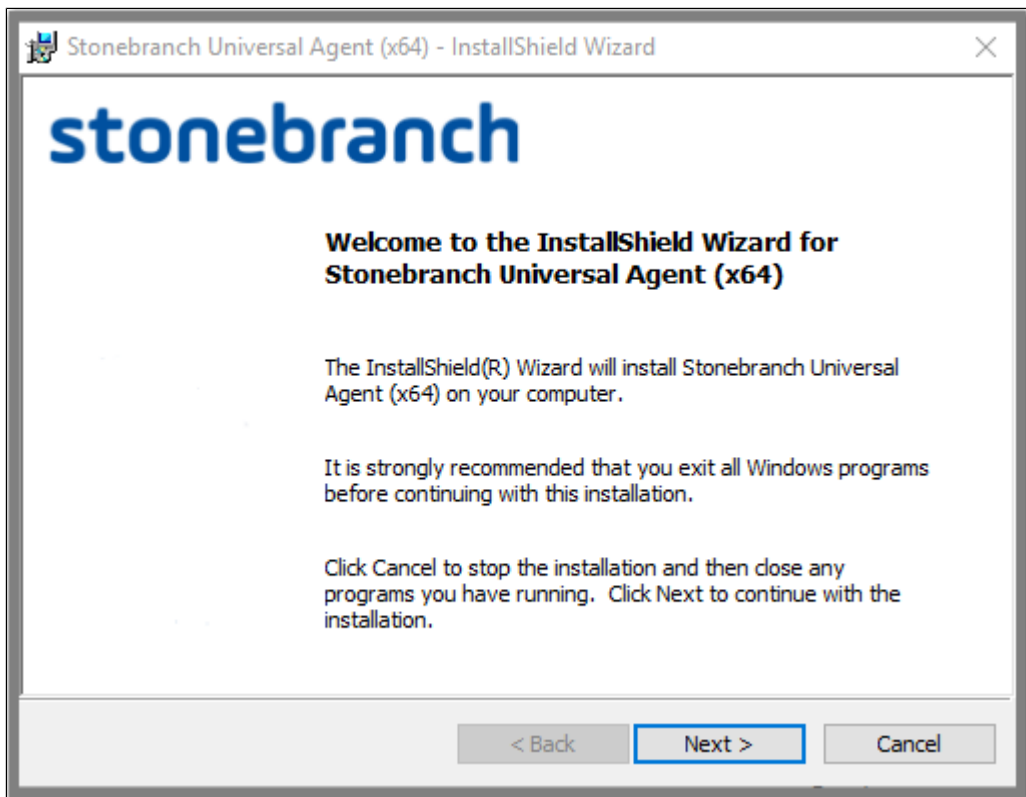 Stonebranch Universal Agent (x64) - InstallShield Wizard
stonebranch
Welcome to the InstallShield Wizard for
Stonebranch Universal Agent (x64)
The InstallShield(R) Wizard will install Stonebranch Universal
Agent (x64) on your computer.
It is strongly recommended that you exit all Windows programs
before continuing with this installation.
Click Cancel to stop the installation and then close any
programs you have running.  Click Next to continue with the
installation.
< Back
Next >
Cancel